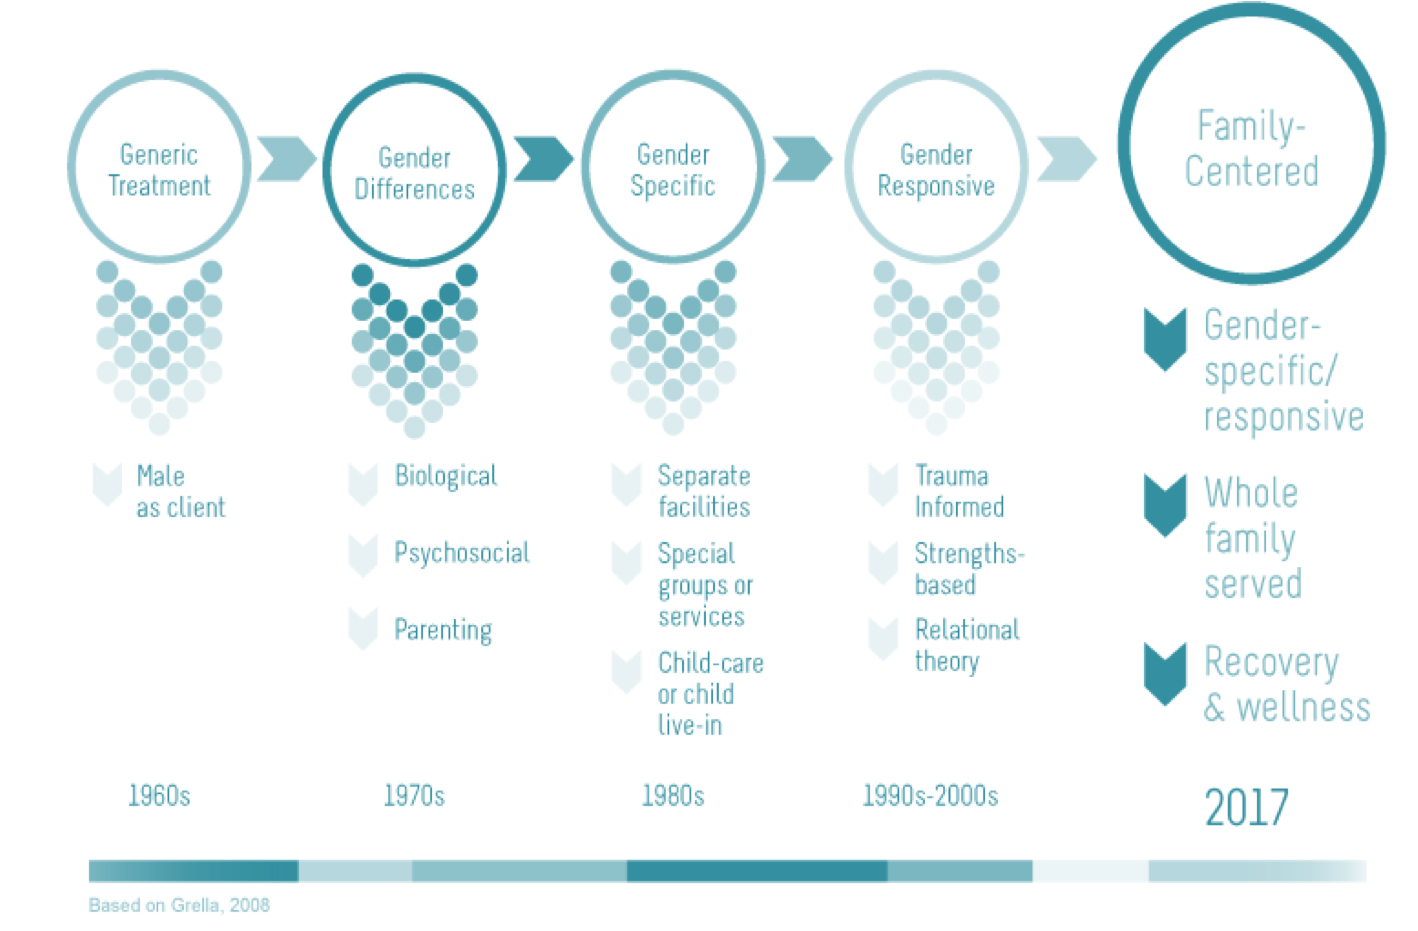 Generic
Treatment
Gender
Differences
Gender
Specific
Gender
Responsive
Family-
Centered
Male
as client
Biological
Psychosocial
Parenting
Separate
facilities
Special
groups or
services
Child-care
or child
live-in
Trauma
Informed
Strengths-
based
Relational
theory
Gender-
specific/
responsive
Whole
family
served
Recovery
& wellness
1960s
1970s
1980s
1990s-2000s
2017
Based on Grella, 2008